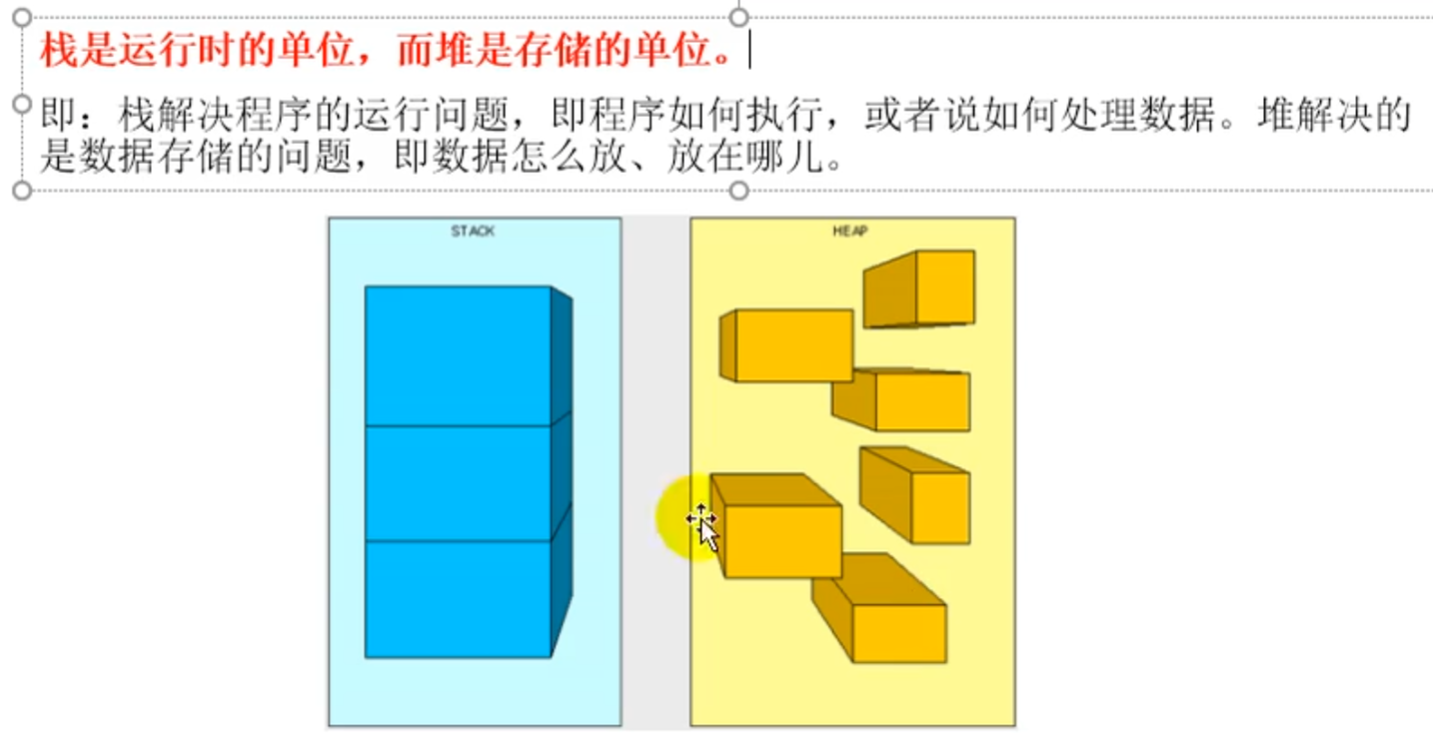 栈是运行时的单位，而堆是存储的单位。
即：栈解决程序的运行问题，即程序如何执行，或者说如何处理数据。堆解决的
是数据存储的问题，即数据怎么放、放在哪儿。
STACK
HEAP